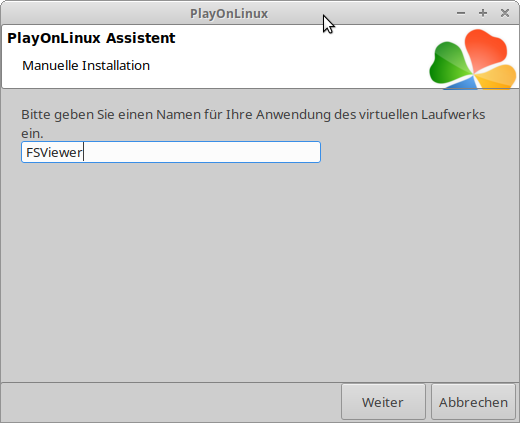 PlayOnLinux
PlayOnLinux Assistent
Manuelle Installation
Bitte geben Sie einen Namen für Ihre Anwendung des virtuellen Laufwerks
ein.
FSViewer
Weiter
Abbrechen